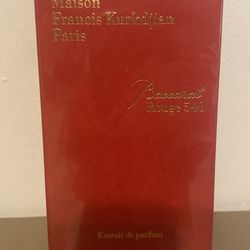 Maison
Francis Kurkdjian
Paris
Baccarat
Rouge 540
Extrait de parfum